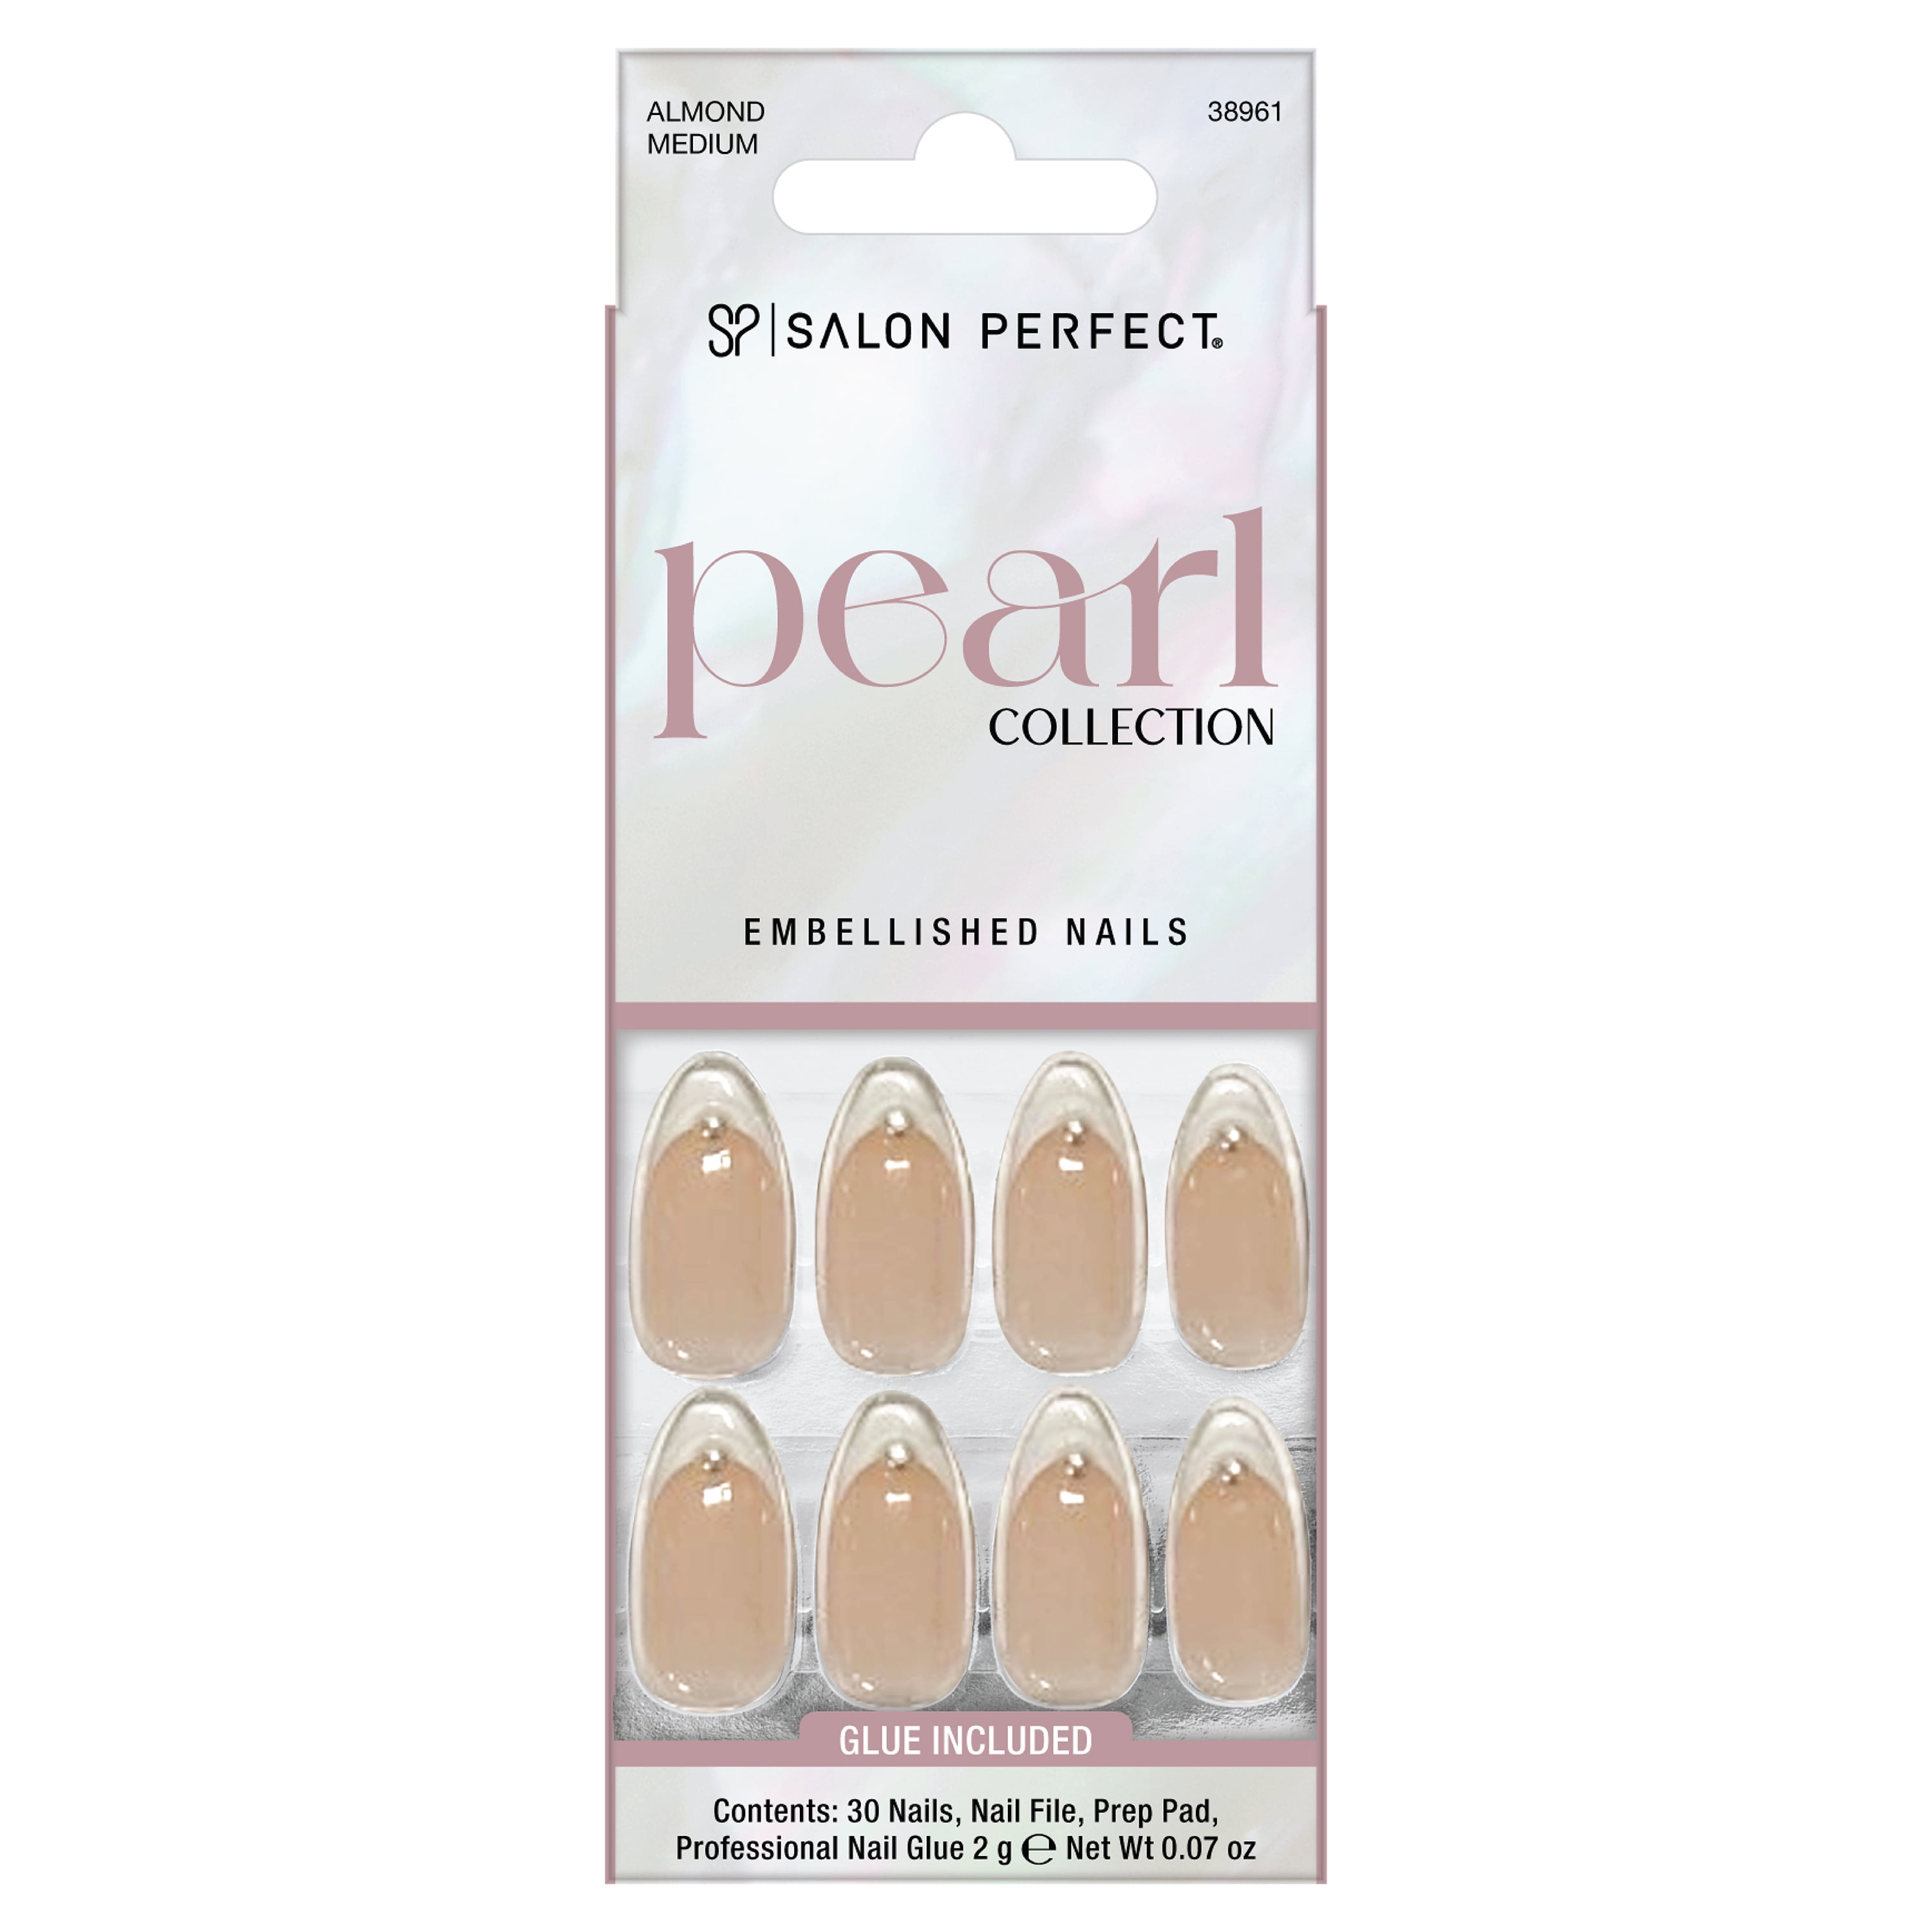 ALMOND
MEDIUM
38961
SP | SALON PERFECT®
pearl
COLLECTION
EMBELLISHED NAILS
GLUE INCLUDED
Contents: 30 Nails, Nail File, Prep Pad,
Professional Nail Glue 2 g ℮ Net Wt 0.07 oz